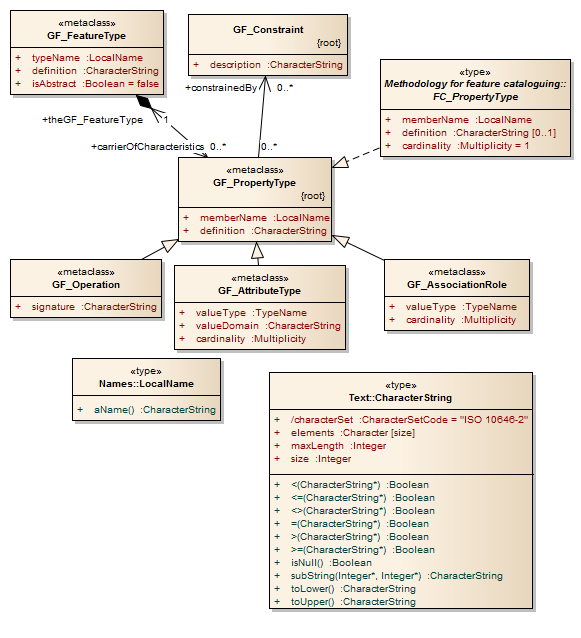 «metaclass»
GF_FeatureType
+ typeName :LocalName
+ definition :CharacterString
+ isAbstract :Boolean = false
GF_Constraint
{root}
+ description :CharacterString
+constrainedBy 0..*
«type»
Methodology for feature cataloguing::
FC_PropertyType
+ memberName :LocalName
+ definition :CharacterString [0..1]
+ cardinality :Multiplicity = 1
+theGF_FeatureType 1
+carrierOfCharacteristics 0..* 0..*
«metaclass»
GF_PropertyType
{root}
+ memberName :LocalName
+ definition :CharacterString
«metaclass»
GF_Operation
+ signature :CharacterString
«metaclass»
GF_AttributeType
+ valueType :TypeName
+ valueDomain :CharacterString
+ cardinality :Multiplicity
«metaclass»
GF_AssociationRole
+ valueType :TypeName
+ cardinality :Multiplicity
«type»
Names::LocalName
+ aName() :CharacterString
«type»
Text::CharacterString
+ /characterSet :CharacterSetCode = "ISO 10646-2"
+ elements :Character [size]
+ maxLength :Integer
+ size :Integer
+ <(CharacterString*) :Boolean
+ <=(CharacterString*) :Boolean
+ <>(CharacterString*) :Boolean
+ =(CharacterString*) :Boolean
+ >(CharacterString*) :Boolean
+ >=(CharacterString*) :Boolean
+ isNull() :Boolean
+ subString(Integer*, Integer*) :CharacterString
+ toLower() :CharacterString
+ toUpper() :CharacterString